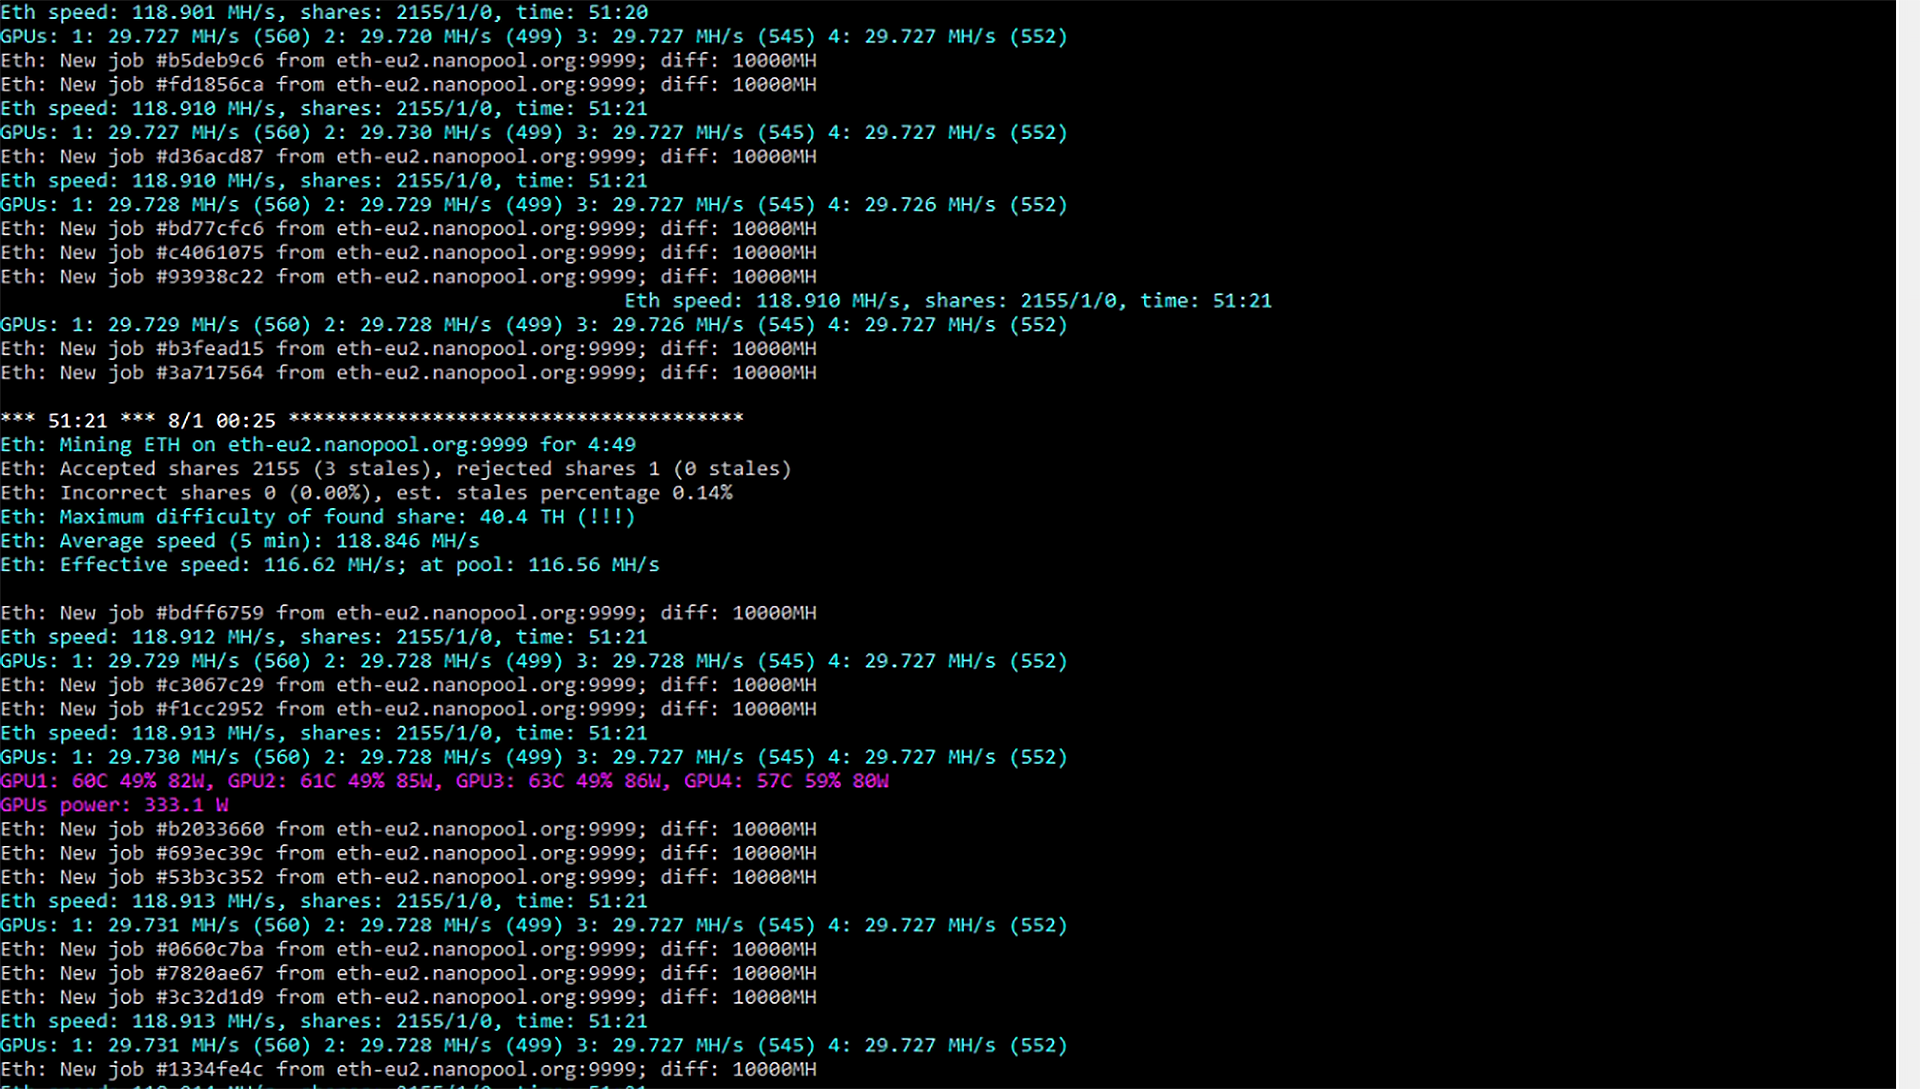 Eth speed: 118.901 MH/s, shares: 2155/1/0, time: 51:20
GPUs: 1: 29.727 MH/s (560) 2: 29.720 MH/s (499) 3: 29.727 MH/s (545) 4: 29.727 MH/s (552)
Eth: New job #b5deb9c6 from eth-eu2.nanopool.org:9999; diff: 10000MH
Eth: New job #fd1856ca from eth-eu2.nanopool.org:9999; diff: 10000MH
Eth speed: 118.910 MH/s, shares: 2155/1/0, time: 51:21
GPUs: 1: 29.727 MH/s (560) 2: 29.730 MH/s (499) 3: 29.727 MH/s (545) 4: 29.727 MH/s (552)
Eth: New job #d36acd87 from eth-eu2.nanopool.org:9999; diff: 10000MH
Eth speed: 118.910 MH/s, shares: 2155/1/0, time: 51:21
GPUs: 1: 29.728 MH/s (560) 2: 29.729 MH/s (499) 3: 29.727 MH/s (545) 4: 29.726 MH/s (552)
Eth: New job #bd77cfc6 from eth-eu2.nanopool.org:9999; diff: 10000MH
Eth: New job #c4061075 from eth-eu2.nanopool.org:9999; diff: 10000MH
Eth: New job #93938c22 from eth-eu2.nanopool.org:9999; diff: 10000MH
Eth speed: 118.910 MH/s, shares: 2155/1/0, time: 51:21
GPUs: 1: 29.729 MH/s (560) 2: 29.728 MH/s (499) 3: 29.726 MH/s (545) 4: 29.727 MH/s (552)
Eth: New job #b3fead15 from eth-eu2.nanopool.org:9999; diff: 10000MH
Eth: New job #3a717564 from eth-eu2.nanopool.org:9999; diff: 10000MH
*** 51:21 *** 8/1 00:25 **************************************
Eth: Mining ETH on eth-eu2.nanopool.org:9999 for 4:49
Eth: Accepted shares 2155 (3 stales), rejected shares 1 (0 stales)
Eth: Incorrect shares 0 (0.00%), est. stales percentage 0.14%
Eth: Maximum difficulty of found share: 40.4 TH (!!!)
Eth: Average speed (5 min): 118.846 MH/s
Eth: Effective speed: 116.62 MH/s; at pool: 116.56 MH/s
Eth: New job #bdff6759 from eth-eu2.nanopool.org:9999; diff: 10000MH
Eth speed: 118.912 MH/s, shares: 2155/1/0, time: 51:21
GPUs: 1: 29.729 MH/s (560) 2: 29.728 MH/s (499) 3: 29.728 MH/s (545) 4: 29.727 MH/s (552)
Eth: New job #c3067c29 from eth-eu2.nanopool.org:9999; diff: 10000MH
Eth: New job #f1cc2952 from eth-eu2.nanopool.org:9999; diff: 10000MH
Eth speed: 118.913 MH/s, shares: 2155/1/0, time: 51:21
GPUs: 1: 29.730 MH/s (560) 2: 29.728 MH/s (499) 3: 29.727 MH/s (545) 4: 29.727 MH/s (552)
GPU1: 60C 49% 82W, GPU2: 61C 49% 85W, GPU3: 63C 49% 86W, GPU4: 57C 59% 80W
GPUs power: 333.1 W
Eth: New job #b2033660 from eth-eu2.nanopool.org:9999; diff: 10000MH
Eth: New job #693ec39c from eth-eu2.nanopool.org:9999; diff: 10000MH
Eth: New job #53b3c352 from eth-eu2.nanopool.org:9999; diff: 10000MH
Eth speed: 118.913 MH/s, shares: 2155/1/0, time: 51:21
GPUs: 1: 29.731 MH/s (560) 2: 29.728 MH/s (499) 3: 29.727 MH/s (545) 4: 29.727 MH/s (552)
Eth: New job #0660c7ba from eth-eu2.nanopool.org:9999; diff: 10000MH
Eth: New job #7820ae67 from eth-eu2.nanopool.org:9999; diff: 10000MH
Eth: New job #3c32d1d9 from eth-eu2.nanopool.org:9999; diff: 10000MH
Eth speed: 118.913 MH/s, shares: 2155/1/0, time: 51:21
GPUs: 1: 29.731 MH/s (560) 2: 29.728 MH/s (499) 3: 29.727 MH/s (545) 4: 29.727 MH/s (552)
Eth: New job #1334fe4c from eth-eu2.nanopool.org:9999; diff: 10000MH